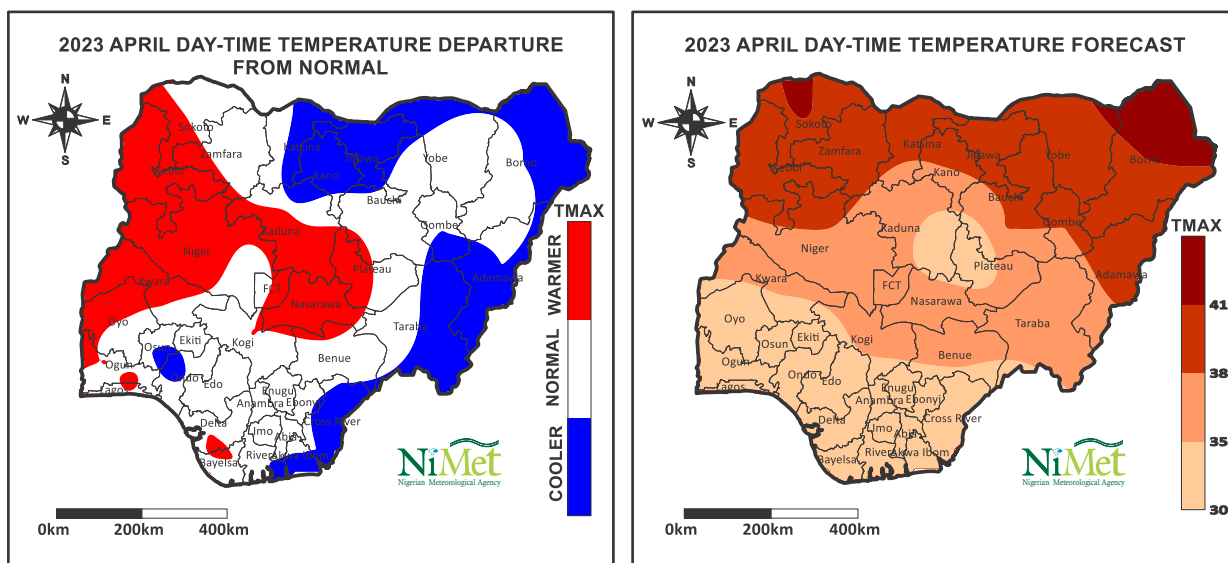 2023 APRIL DAY-TIME TEMPERATURE DEPARTURE
FROM NORMAL
N
W E
S
Sokoto
Zamfara
Katsina
Jigawa
Yobe
Borno
Kebbi
Kano
Bauchi
Gombe
Kaduna
Niger
Plateau
Adamawa
Kwara
FCT
Nasarawa
Oyo
Taraba
Ekiti
Kogi
Osun
Benue
Ogun
Ondo
Edo
Enugu
Lagos
Anambra
Ebonyi
Delta
Cross River
Imo
Abia
Bayelsa
Rivers
Akwa Ibom
TMAX
WARMER
NORMAL
COOLER
NiMet
Nigerian Meteorological Agency
0km 200km 400km
2023 APRIL DAY-TIME TEMPERATURE FORECAST
N
W E
S
Sokoto
Katsina
Zamfara
Jigawa
Yobe
Borno
Kebbi
Kano
Bauchi
Gombe
Kaduna
Niger
Plateau
Adamawa
Kwara
FCT
Nasarawa
Oyo
Taraba
Ekiti
Osun
Kogi
Benue
Ogun
Ondo
Edo
Enugu
Lagos
Anambra
Ebonyi
Delta
Cross River
Imo
Abia
Bayelsa
Rivers
Akwa Ibom
TMAX
41
38
35
30
NiMet
Nigerian Meteorological Agency
0km 200km 400km